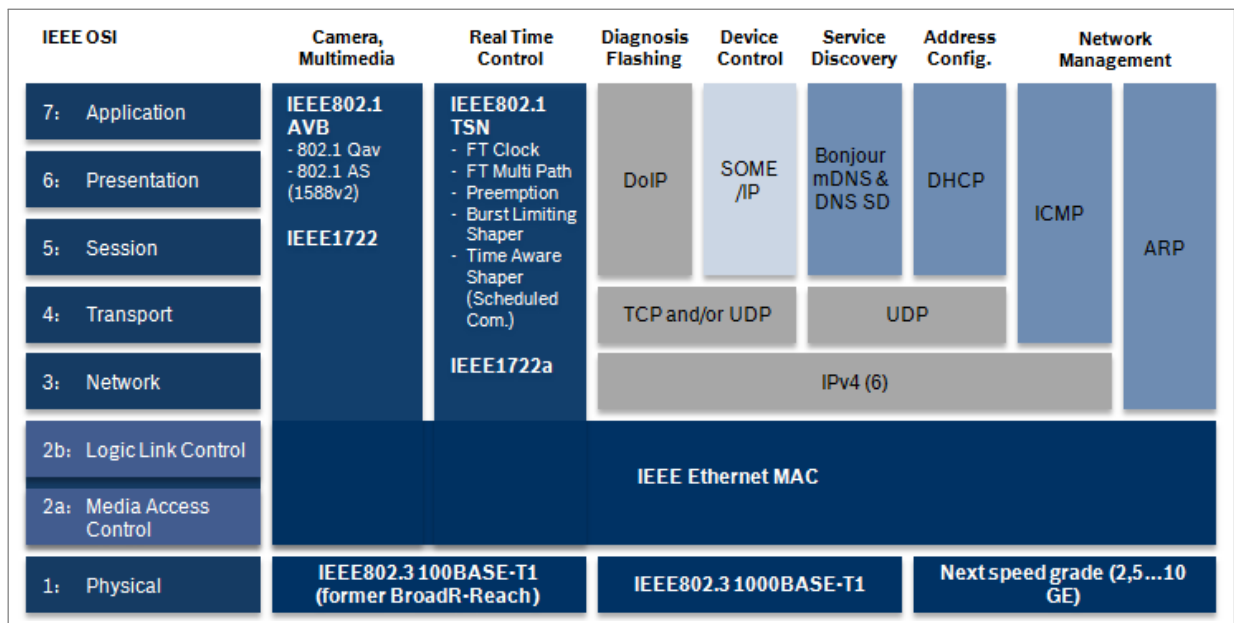 IEEE OSI
Camera,
Multimedia
Real Time
Control
Diagnosis
Flashing
Device
Control
Service
Discovery
Address
Config.
Network
Management
7: Application
6: Presentation
5: Session
4: Transport
3: Network
2b: Logic Link Control
2a: Media Access
Control
1: Physical
IEEE802.1
AVB
- 802.1 Qav
- 802.1 AS
(1588v2)
IEEE1722
IEEE802.1
TSN
- FT Clock
- FT Multi Path
- Preemption
- Burst Limiting
Shaper
- Time Aware
Shaper
(Scheduled
Com.)
IEEE1722a
DoIP
SOME
/IP
Bonjour
mDNS &
DNS SD
DHCP
ICMP
ARP
TCP and/or UDP
UDP
IPv4 (6)
IEEE Ethernet MAC
IEEE802.3 100BASE-T1
(former BroadR-Reach)
IEEE802.3 1000BASE-T1
Next speed grade (2,5...10
GE)